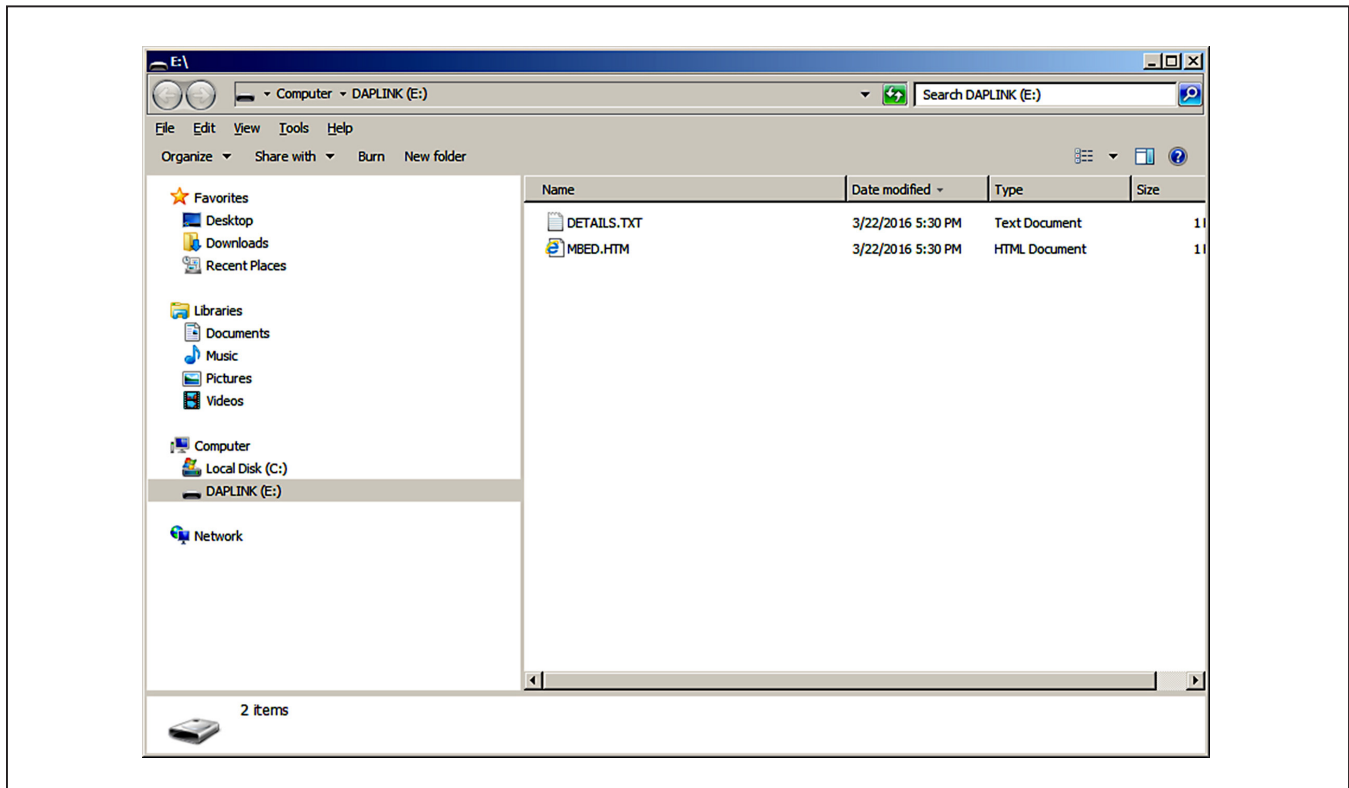 E:\
Computer DAPLINK (E:)
Search DAPLINK (E:)
File Edit View Tools Help
Organize Share with Burn New folder
Name Date modified Type Size
Favorites
Desktop
Downloads
Recent Places
Libraries
Documents
Music
Pictures
Videos
Computer
Local Disk (C:)
DAPLINK (E:)
Network
DETAILS.TXT 3/22/2016 5:30 PM Text Document 1
MBED.HTM 3/22/2016 5:30 PM HTML Document 1
2 items